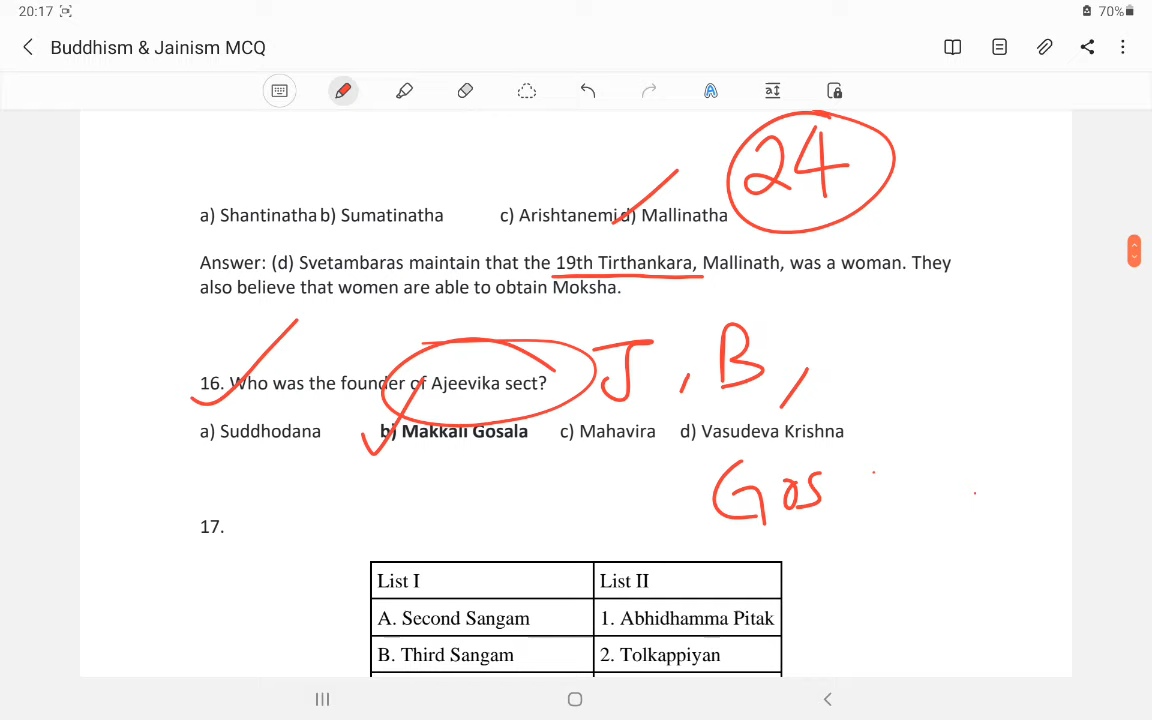 20:17 70%
Buddhism & Jainism MCQ
24
a) Shantinatha b) Sumatinatha c) Arishtanemi d) Mallinatha
Answer: (d) Svetambaras maintain that the 19th Tirthankara, Mallinath, was a woman. They
also believe that women are able to obtain Moksha.
J, B,
16. Who was the founder of Ajeevika sect?
a) Suddhodana b) Makkali Gosala c) Mahavira d) Vasudeva Krishna
Gos
17.
List I List II
A. Second Sangam 1. Abhidhamma Pitak
B. Third Sangam 2. Tolkappiyan